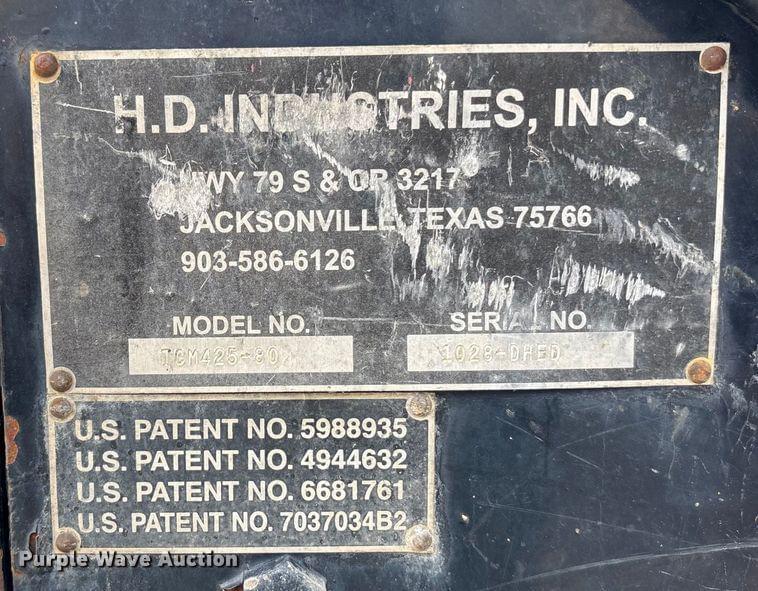 H.D. INDUSTRIES, INC.
HWY 79 S & CR 3217
JACKSONVILLE, TEXAS 75766
903-586-6126
MODEL NO. SERIAL NO.
TCM425-80 1028-DHED
U.S. PATENT NO. 5988935
U.S. PATENT NO. 4944632
U.S. PATENT NO. 6681761
U.S. PATENT NO. 7037034B2
Purple Wave Auction